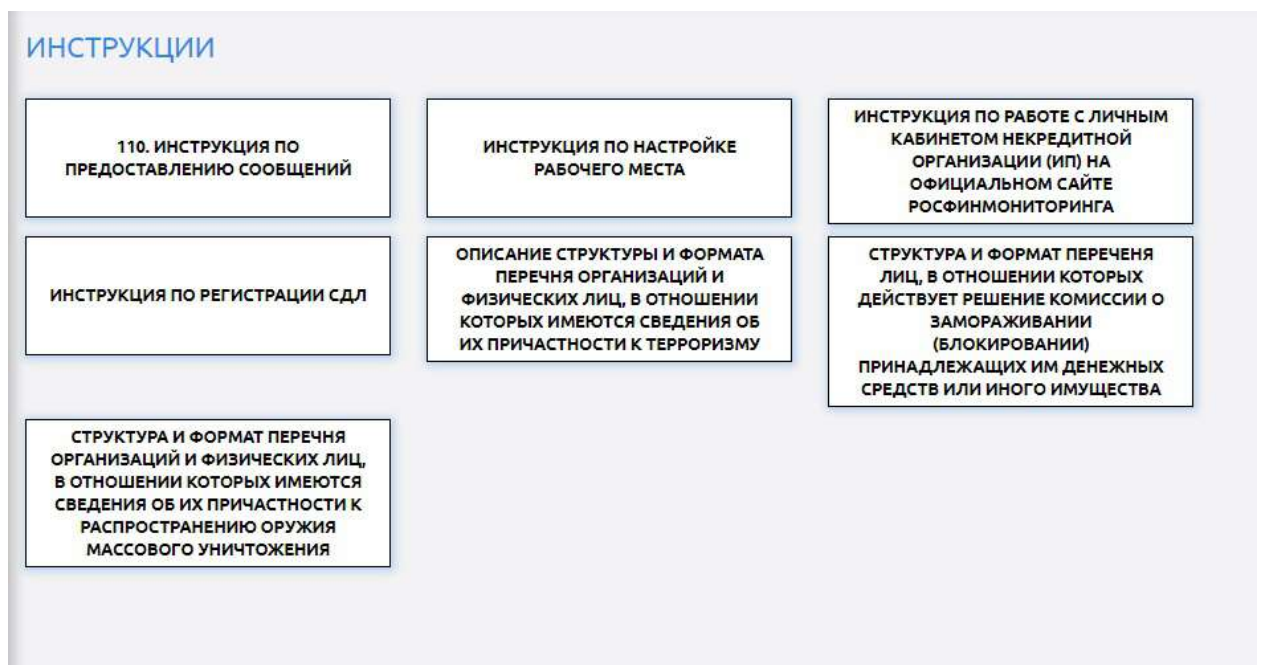 ИНСТРУКЦИИ
110. ИНСТРУКЦИЯ ПО
ПРЕДОСТАВЛЕНИЮ СООБЩЕНИЙ
ИНСТРУКЦИЯ ПО НАСТРОЙКЕ
РАБОЧЕГО МЕСТА
ИНСТРУКЦИЯ ПО РАБОТЕ С ЛИЧНЫМ
КАБИНЕТОМ НЕКРЕДИТНОЙ
ОРГАНИЗАЦИИ (ИП) НА
ОФИЦИАЛЬНОМ САЙТЕ
РОСФИНМОНИТОРИНГА
ИНСТРУКЦИЯ ПО РЕГИСТРАЦИИ СДЛ
ОПИСАНИЕ СТРУКТУРЫ И ФОРМАТА
ПЕРЕЧНЯ ОРГАНИЗАЦИЙ И
ФИЗИЧЕСКИХ ЛИЦ, В ОТНОШЕНИИ
КОТОРЫХ ИМЕЮТСЯ СВЕДЕНИЯ ОБ
ИХ ПРИЧАСТНОСТИ К ТЕРРОРИЗМУ
СТРУКТУРА И ФОРМАТ ПЕРЕЧЕНЯ
ЛИЦ, В ОТНОШЕНИИ КОТОРЫХ
ДЕЙСТВУЕТ РЕШЕНИЕ КОМИССИИ О
ЗАМОРАЖИВАНИИ
(БЛОКИРОВАНИИ)
ПРИНАДЛЕЖАЩИХ ИМ ДЕНЕЖНЫХ
СРЕДСТВ ИЛИ ИНОГО ИМУЩЕСТВА
СТРУКТУРА И ФОРМАТ ПЕРЕЧНЯ
ОРГАНИЗАЦИЙ И ФИЗИЧЕСКИХ ЛИЦ,
В ОТНОШЕНИИ КОТОРЫХ ИМЕЮТСЯ
СВЕДЕНИЯ ОБ ИХ ПРИЧАСТНОСТИ К
РАСПРОСТРАНЕНИЮ ОРУЖИЯ
МАССОВОГО УНИЧТОЖЕНИЯ